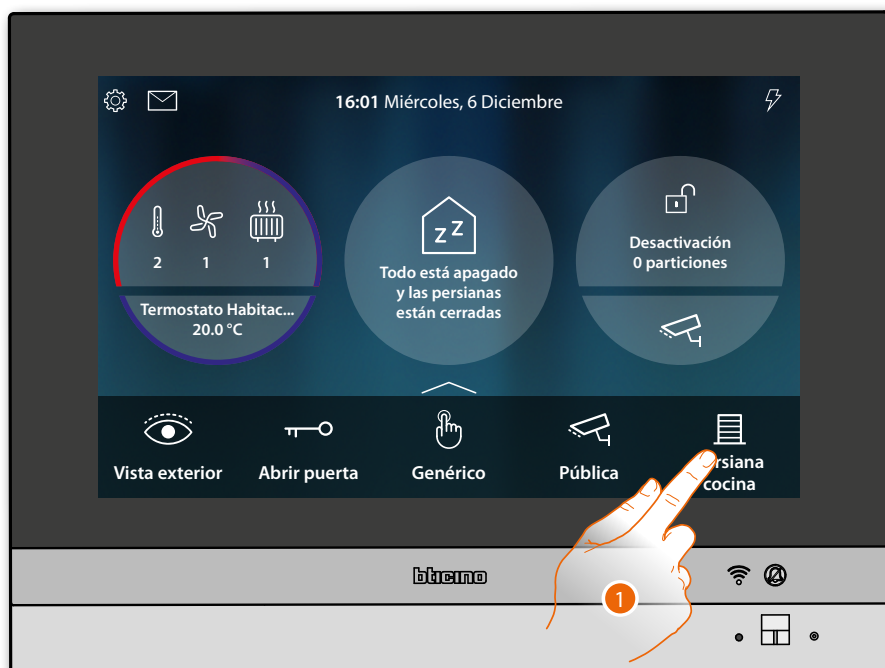 16:01 Miércoles, 6 Diciembre
2 1 1
Termostato Habitac...
20.0 °C
zZ
Todo está apagado
y las persianas
están cerradas
Desactivación
0 particiones
Vista exterior
Abrir puerta
Genérico
Pública
rsiana
cocina
bticino
1